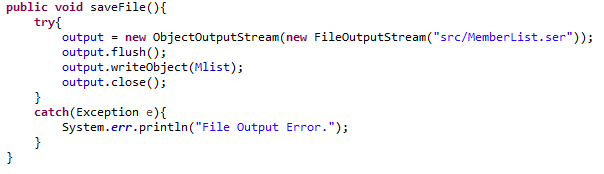 public void saveFile(){
    try{
        output = new ObjectOutputStream(new FileOutputStream("src/MemberList.ser"));
        output.flush();
        output.writeObject(Mlist);
        output.close();
    }
    catch(Exception e){
        System.err.println("File Output Error.");
    }
}